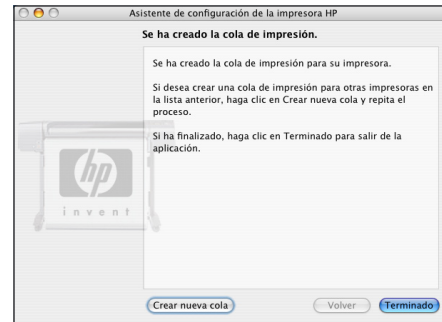 Asistente de configuración de la impresora HP
Se ha creado la cola de impresión.
Se ha creado la cola de impresión para su impresora.
Si desea crear una cola de impresión para otras impresoras en
la lista anterior, haga clic en Crear nueva cola y repita el
proceso.
Si ha finalizado, haga clic en Terminado para salir de la
aplicación.
hp
invent
Crear nueva cola
Volver
Terminado